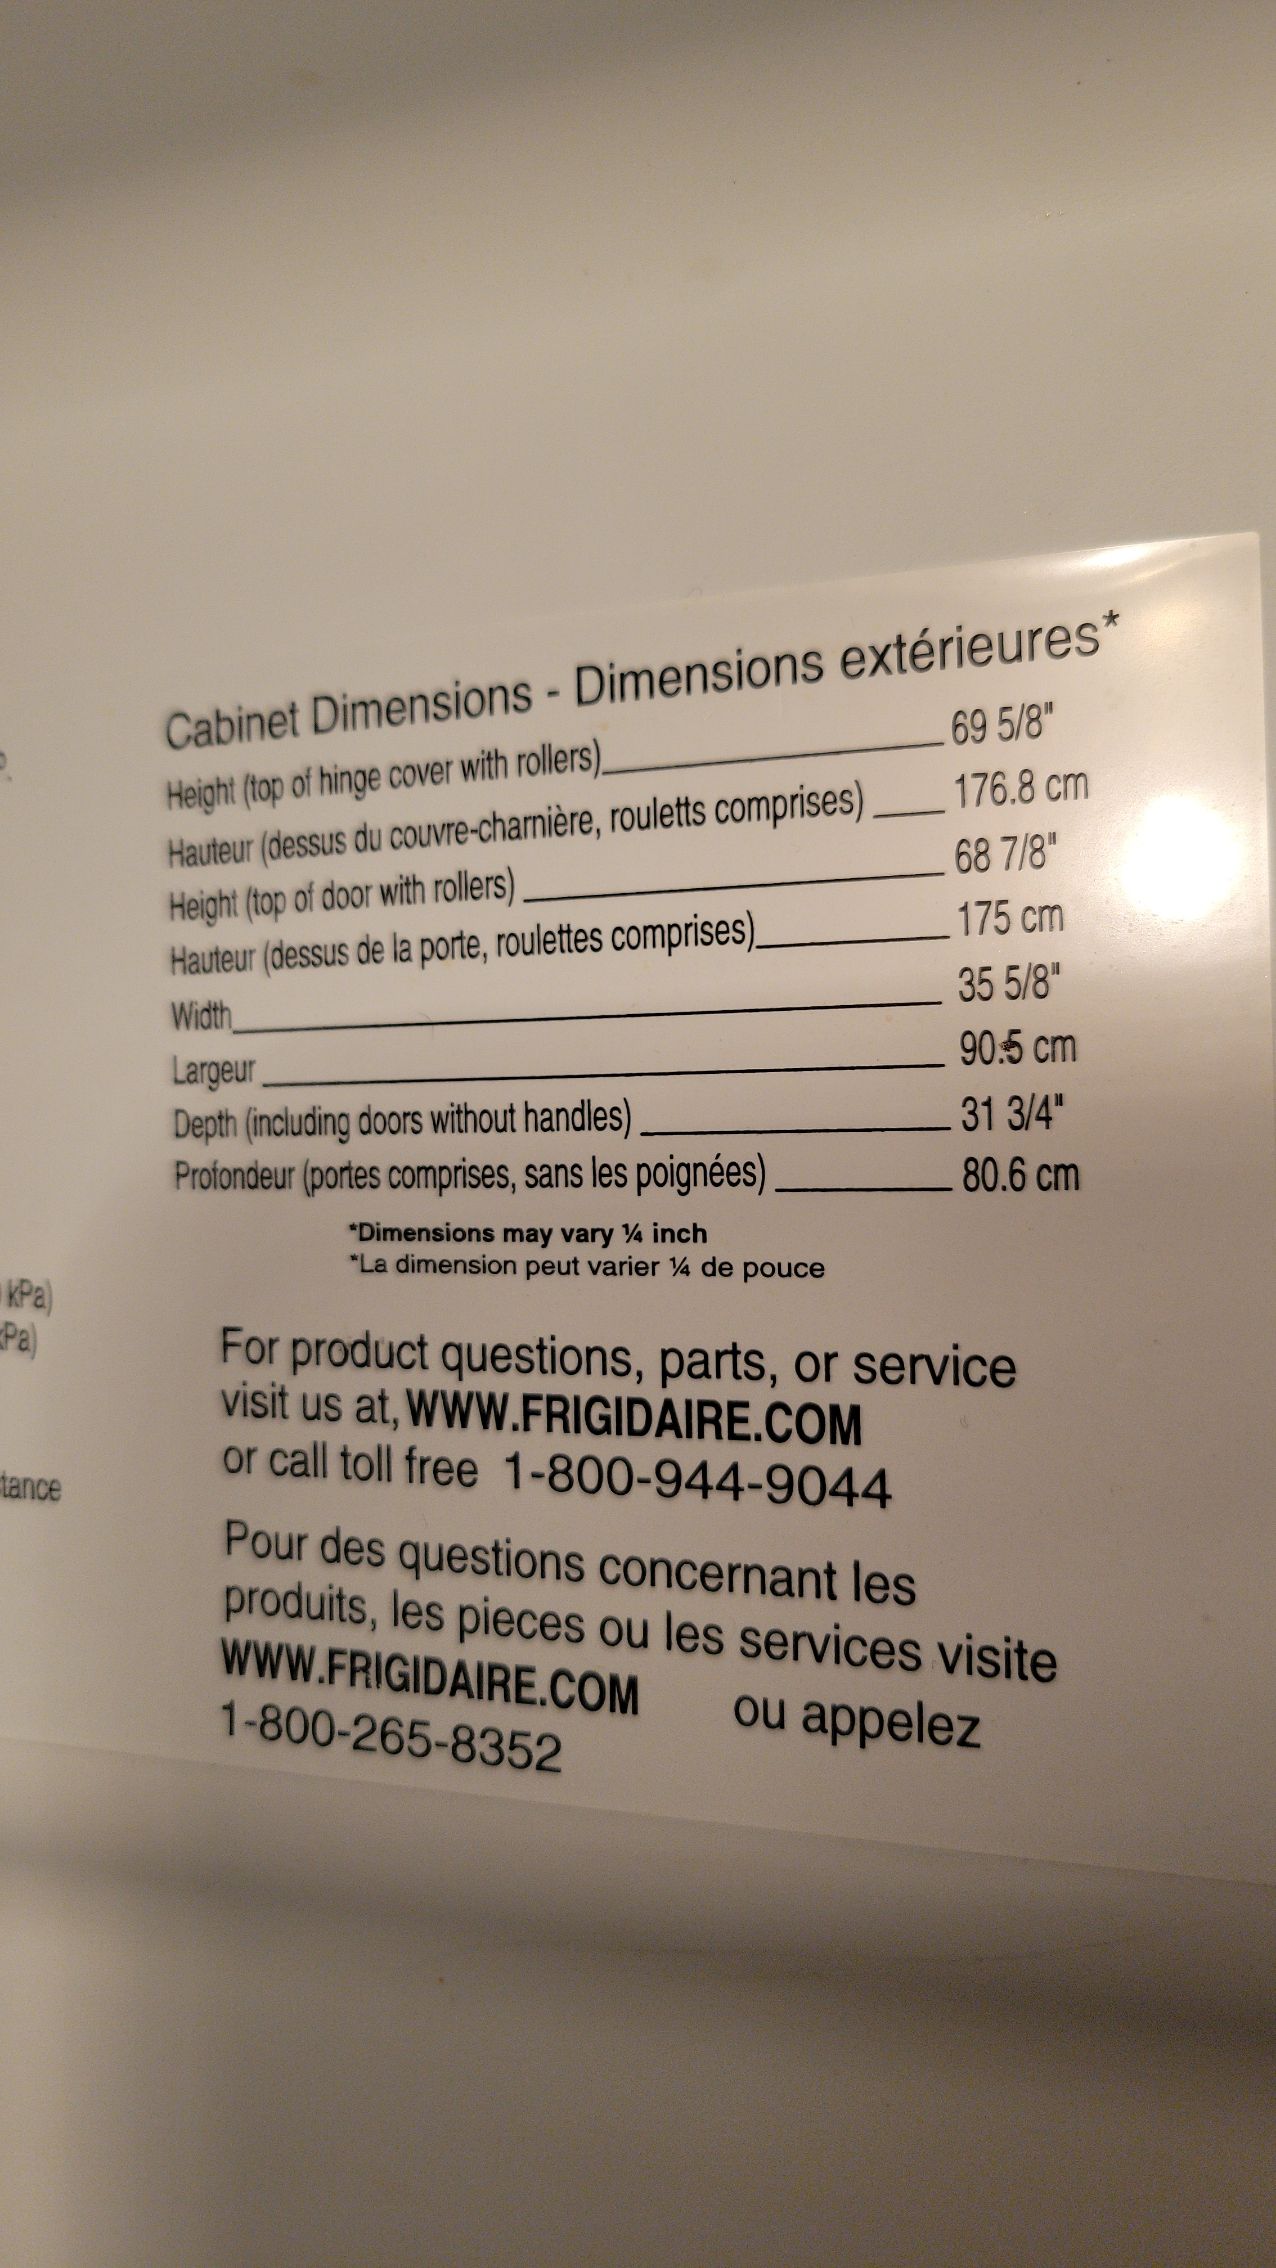 Cabinet Dimensions - Dimensions extérieures*
Height (top of hinge cover with rollers) 69 5/8"
Hauteur (dessus du couvre-charnière, rouletts comprises) 176.8 cm
Height (top of door with rollers) 68 7/8"
Hauteur (dessus de la porte, roulettes comprises) 175 cm
Width 35 5/8"
Largeur 90.5 cm
Depth (including doors without handles) 31 3/4"
Profondeur (portes comprises, sans les poignées) 80.6 cm
*Dimensions may vary ¼ inch
*La dimension peut varier ¼ de pouce
kPa)
Pa)
For product questions, parts, or service
visit us at, WWW.FRIGIDAIRE.COM
or call toll free 1-800-944-9044
tance
Pour des questions concernant les
produits, les pieces ou les services visite
WWW.FRIGIDAIRE.COM ou appelez
1-800-265-8352